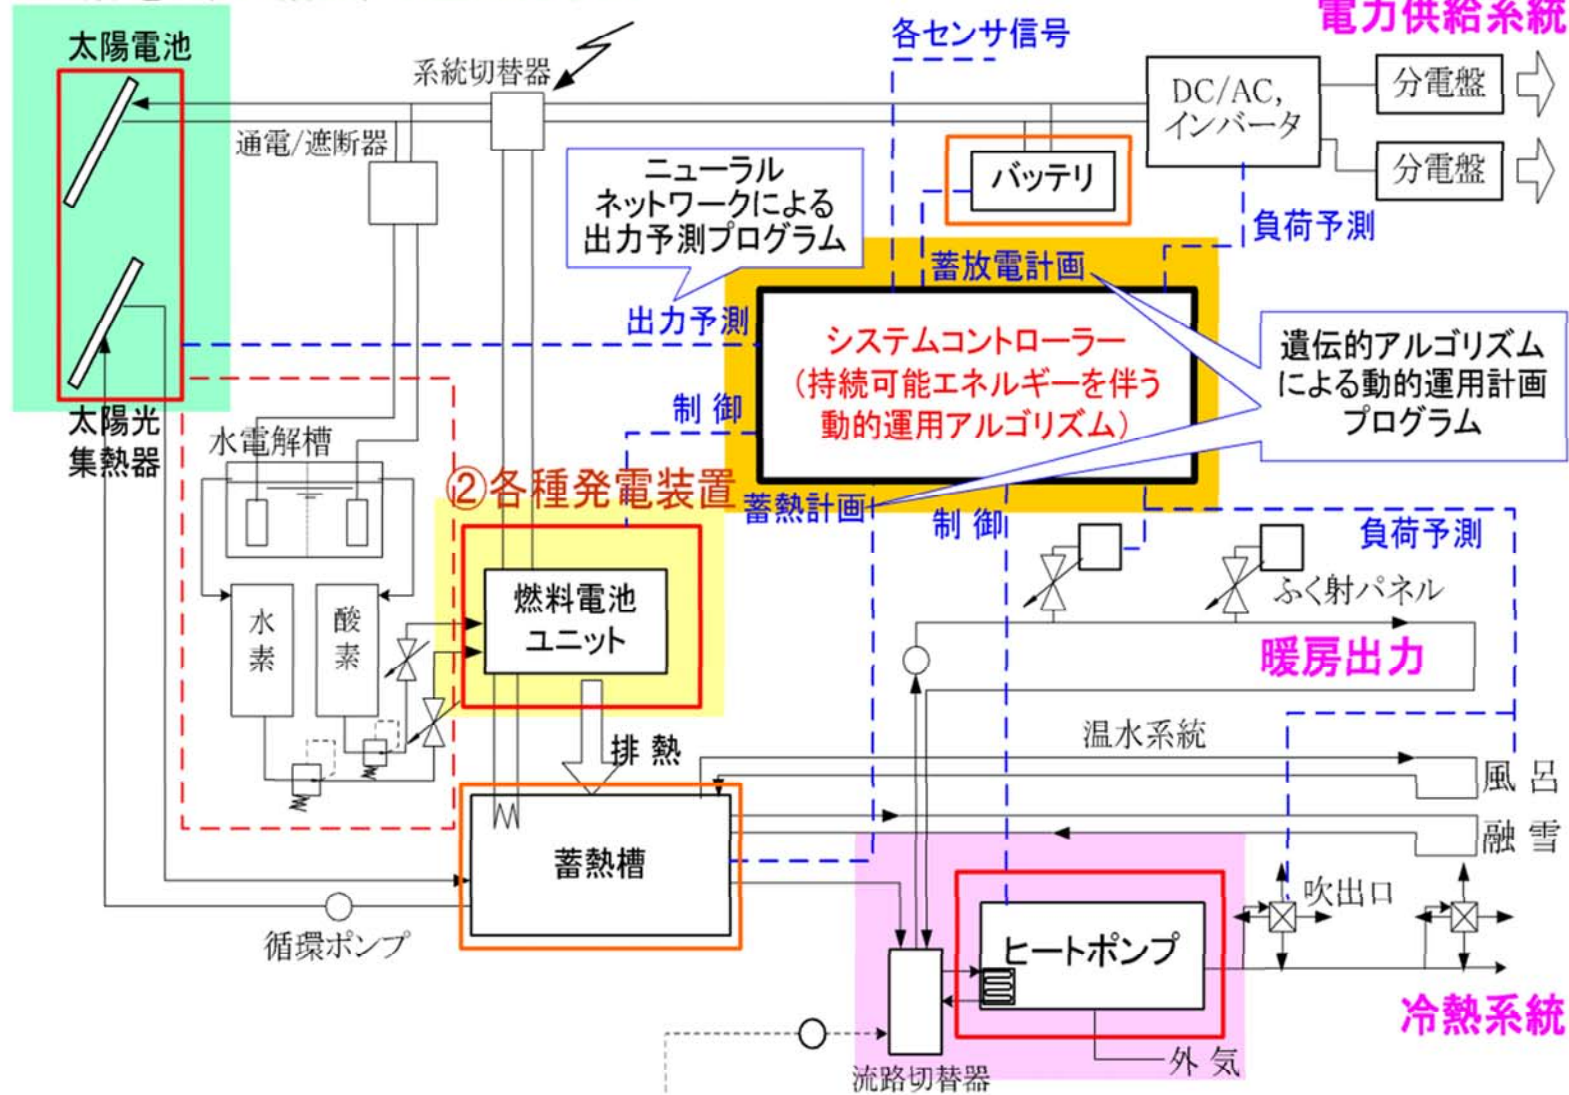 電力供給系統
太陽電池
系統切替器
各センサ信号
DC/AC,
インバータ
分電盤
分電盤
通電/遮断器
バッテリ
ニューラル
ネットワークによる
出力予測プログラム
負荷予測
蓄放電計画
出力予測
システムコントローラー
(持続可能エネルギーを伴う
動的運用アルゴリズム)
遺伝的アルゴリズム
による動的運用計画
プログラム
制 御
太陽光
集熱器
水電解槽
②各種発電装置
蓄熱計画
制 御
負荷予測
燃料電池
ユニット
水
素
酸
素
ふく射パネル
暖房出力
排 熱
温水系統
風 呂
融 雪
蓄熱槽
吹出口
循環ポンプ
ヒートポンプ
冷熱系統
外 気
流路切替器